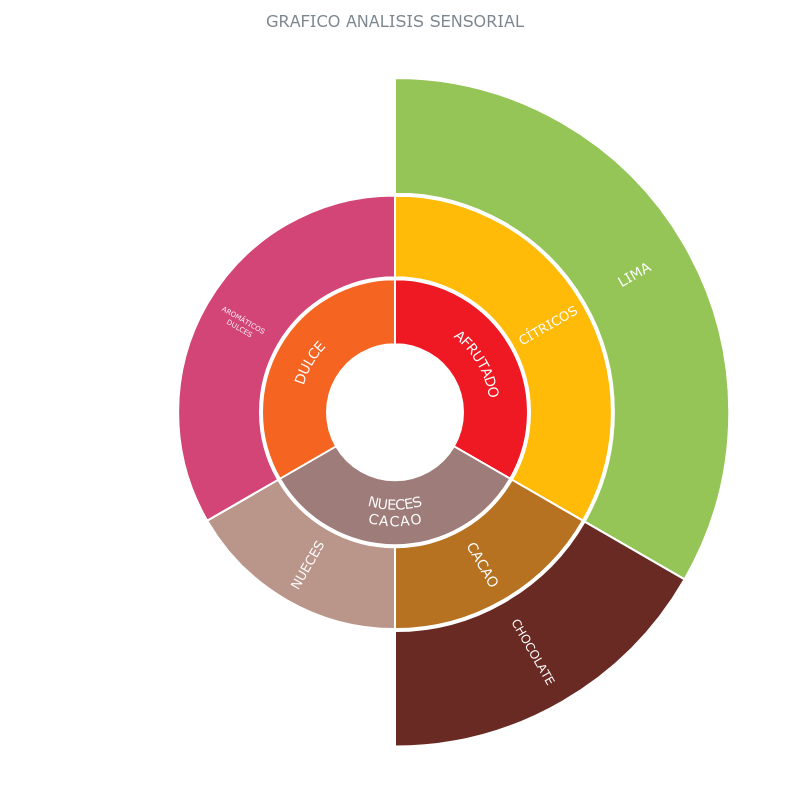 GRAFICO ANALISIS SENSORIAL
LIMA
CÍTRICOS
AFRUTADO
DULCE
AROMÁTICOS
DULCES
NUECES
CACAO
NUECES
CACAO
CHOCOLATE